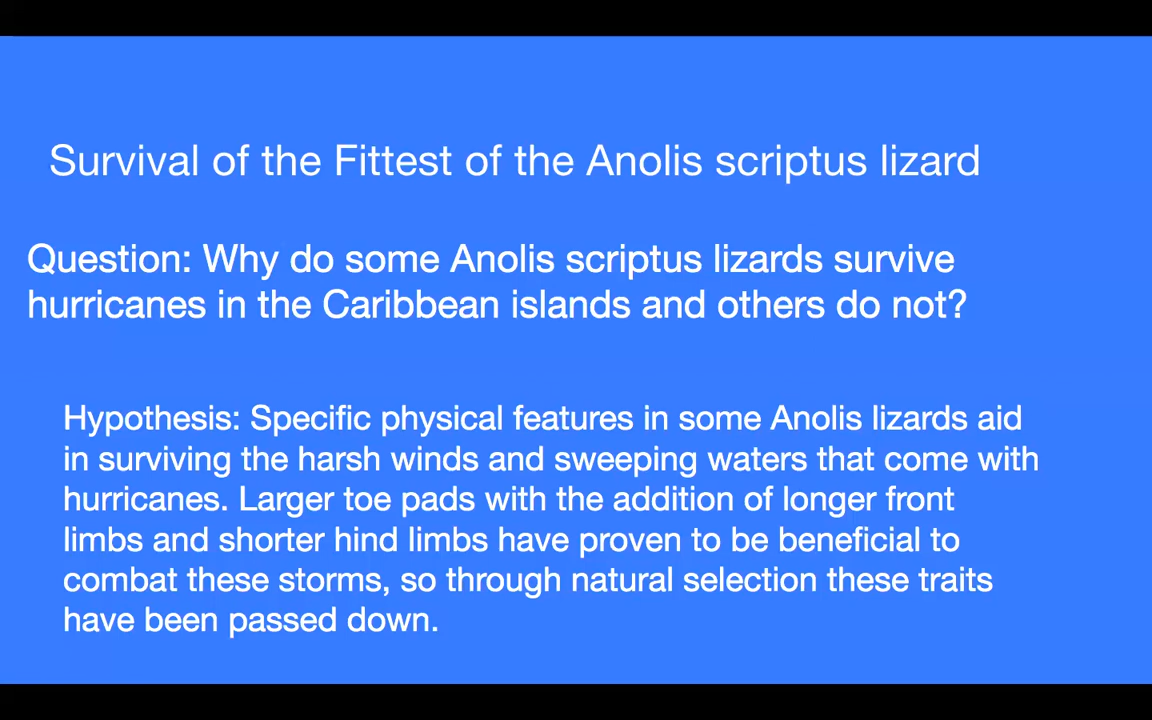 Survival of the Fittest of the Anolis scriptus lizard
Question: Why do some Anolis scriptus lizards survive
hurricanes in the Caribbean islands and others do not?
Hypothesis: Specific physical features in some Anolis lizards aid
in surviving the harsh winds and sweeping waters that come with
hurricanes. Larger toe pads with the addition of longer front
limbs and shorter hind limbs have proven to be beneficial to
combat these storms, so through natural selection these traits
have been passed down.